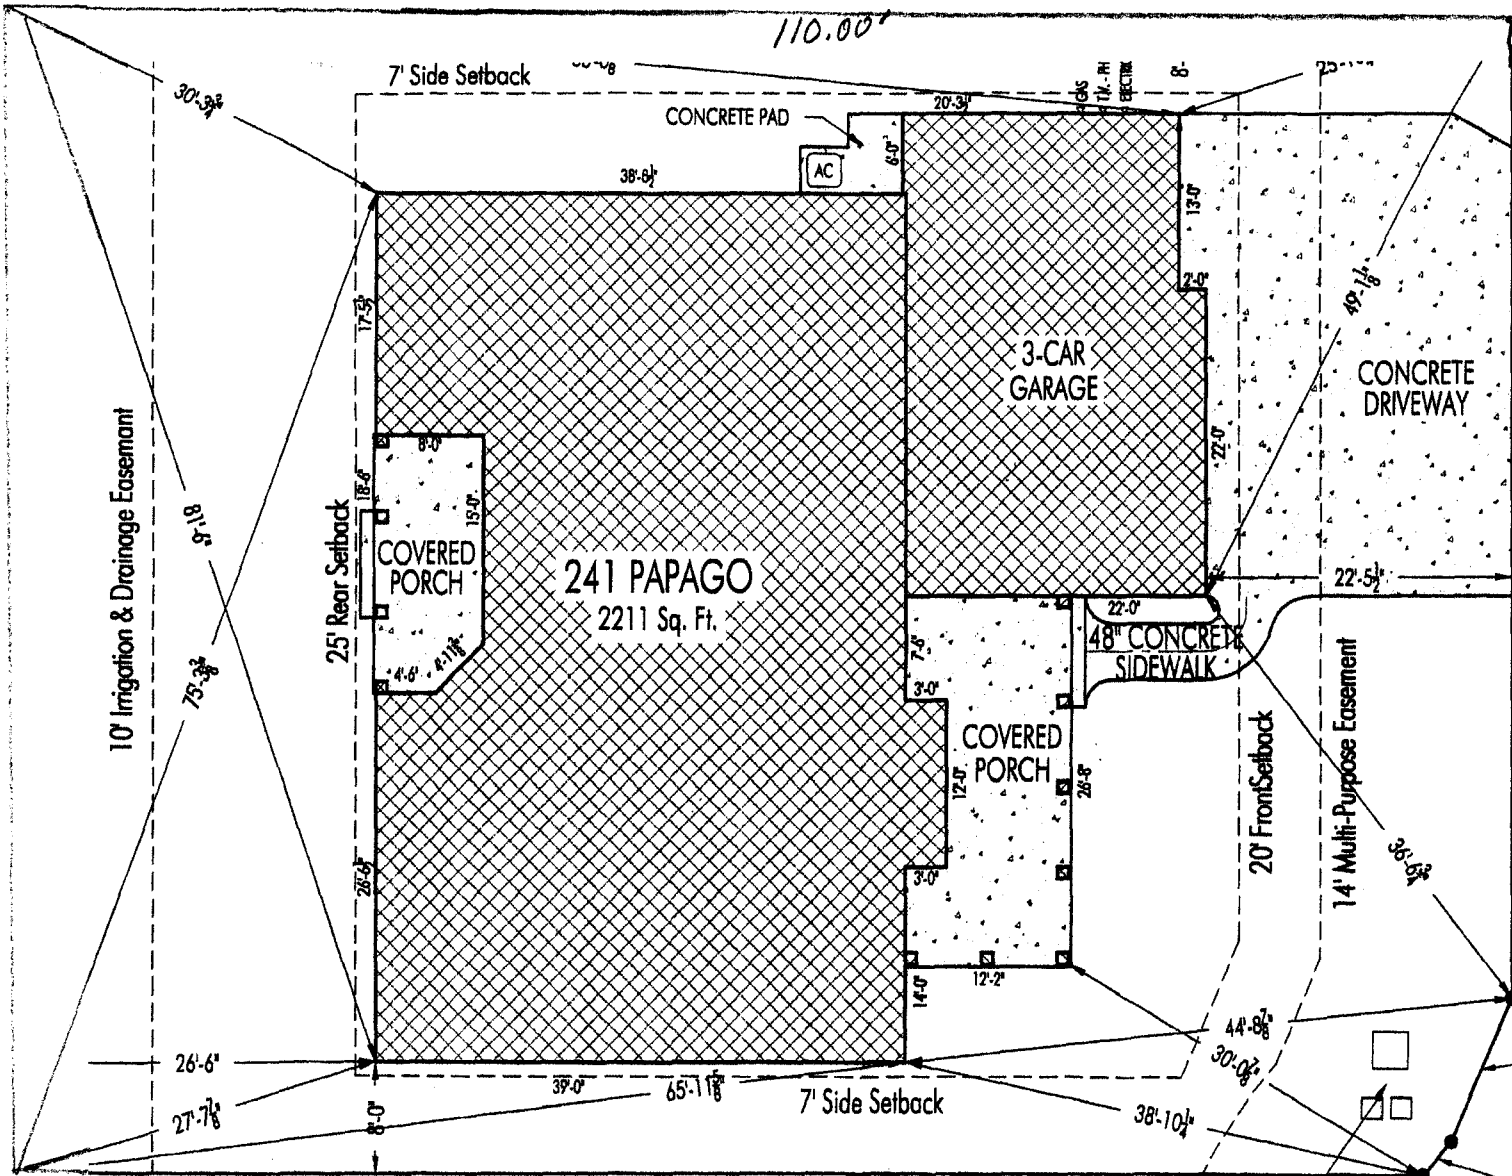 110.00'
7' Side Setback
30'-3¾"
CONCRETE PAD
20'-3½"
GAS
T.V. - PH
ELECTRIC
8'-
AC
6'-0"
38'-8½"
13'-0"
2'-0"
49'-1⅞"
3-CAR
GARAGE
CONCRETE
DRIVEWAY
22'-0"
10' Irrigation & Drainage Easemant
25' Rear Setback
8'-0"
18'-6"
15'-0"
COVERED
PORCH
4'-6"
241 PAPAGO
2211 Sq. Ft.
22'-5½"
22'-0"
48" CONCRETE
SIDEWALK
7'-6"
3'-0"
12'-0"
COVERED
PORCH
26'-8"
3'-0"
12'-2"
14'-0"
20' FrontSetback
14' Multi-Purpose Easement
36'-6¾"
75'-3⅜"
44'-8⅞"
30'-0⅞"
38'-10¼"
26'-6"
27'-7⅞"
8'-0"
39'-0"
65'-11⅝"
7' Side Setback